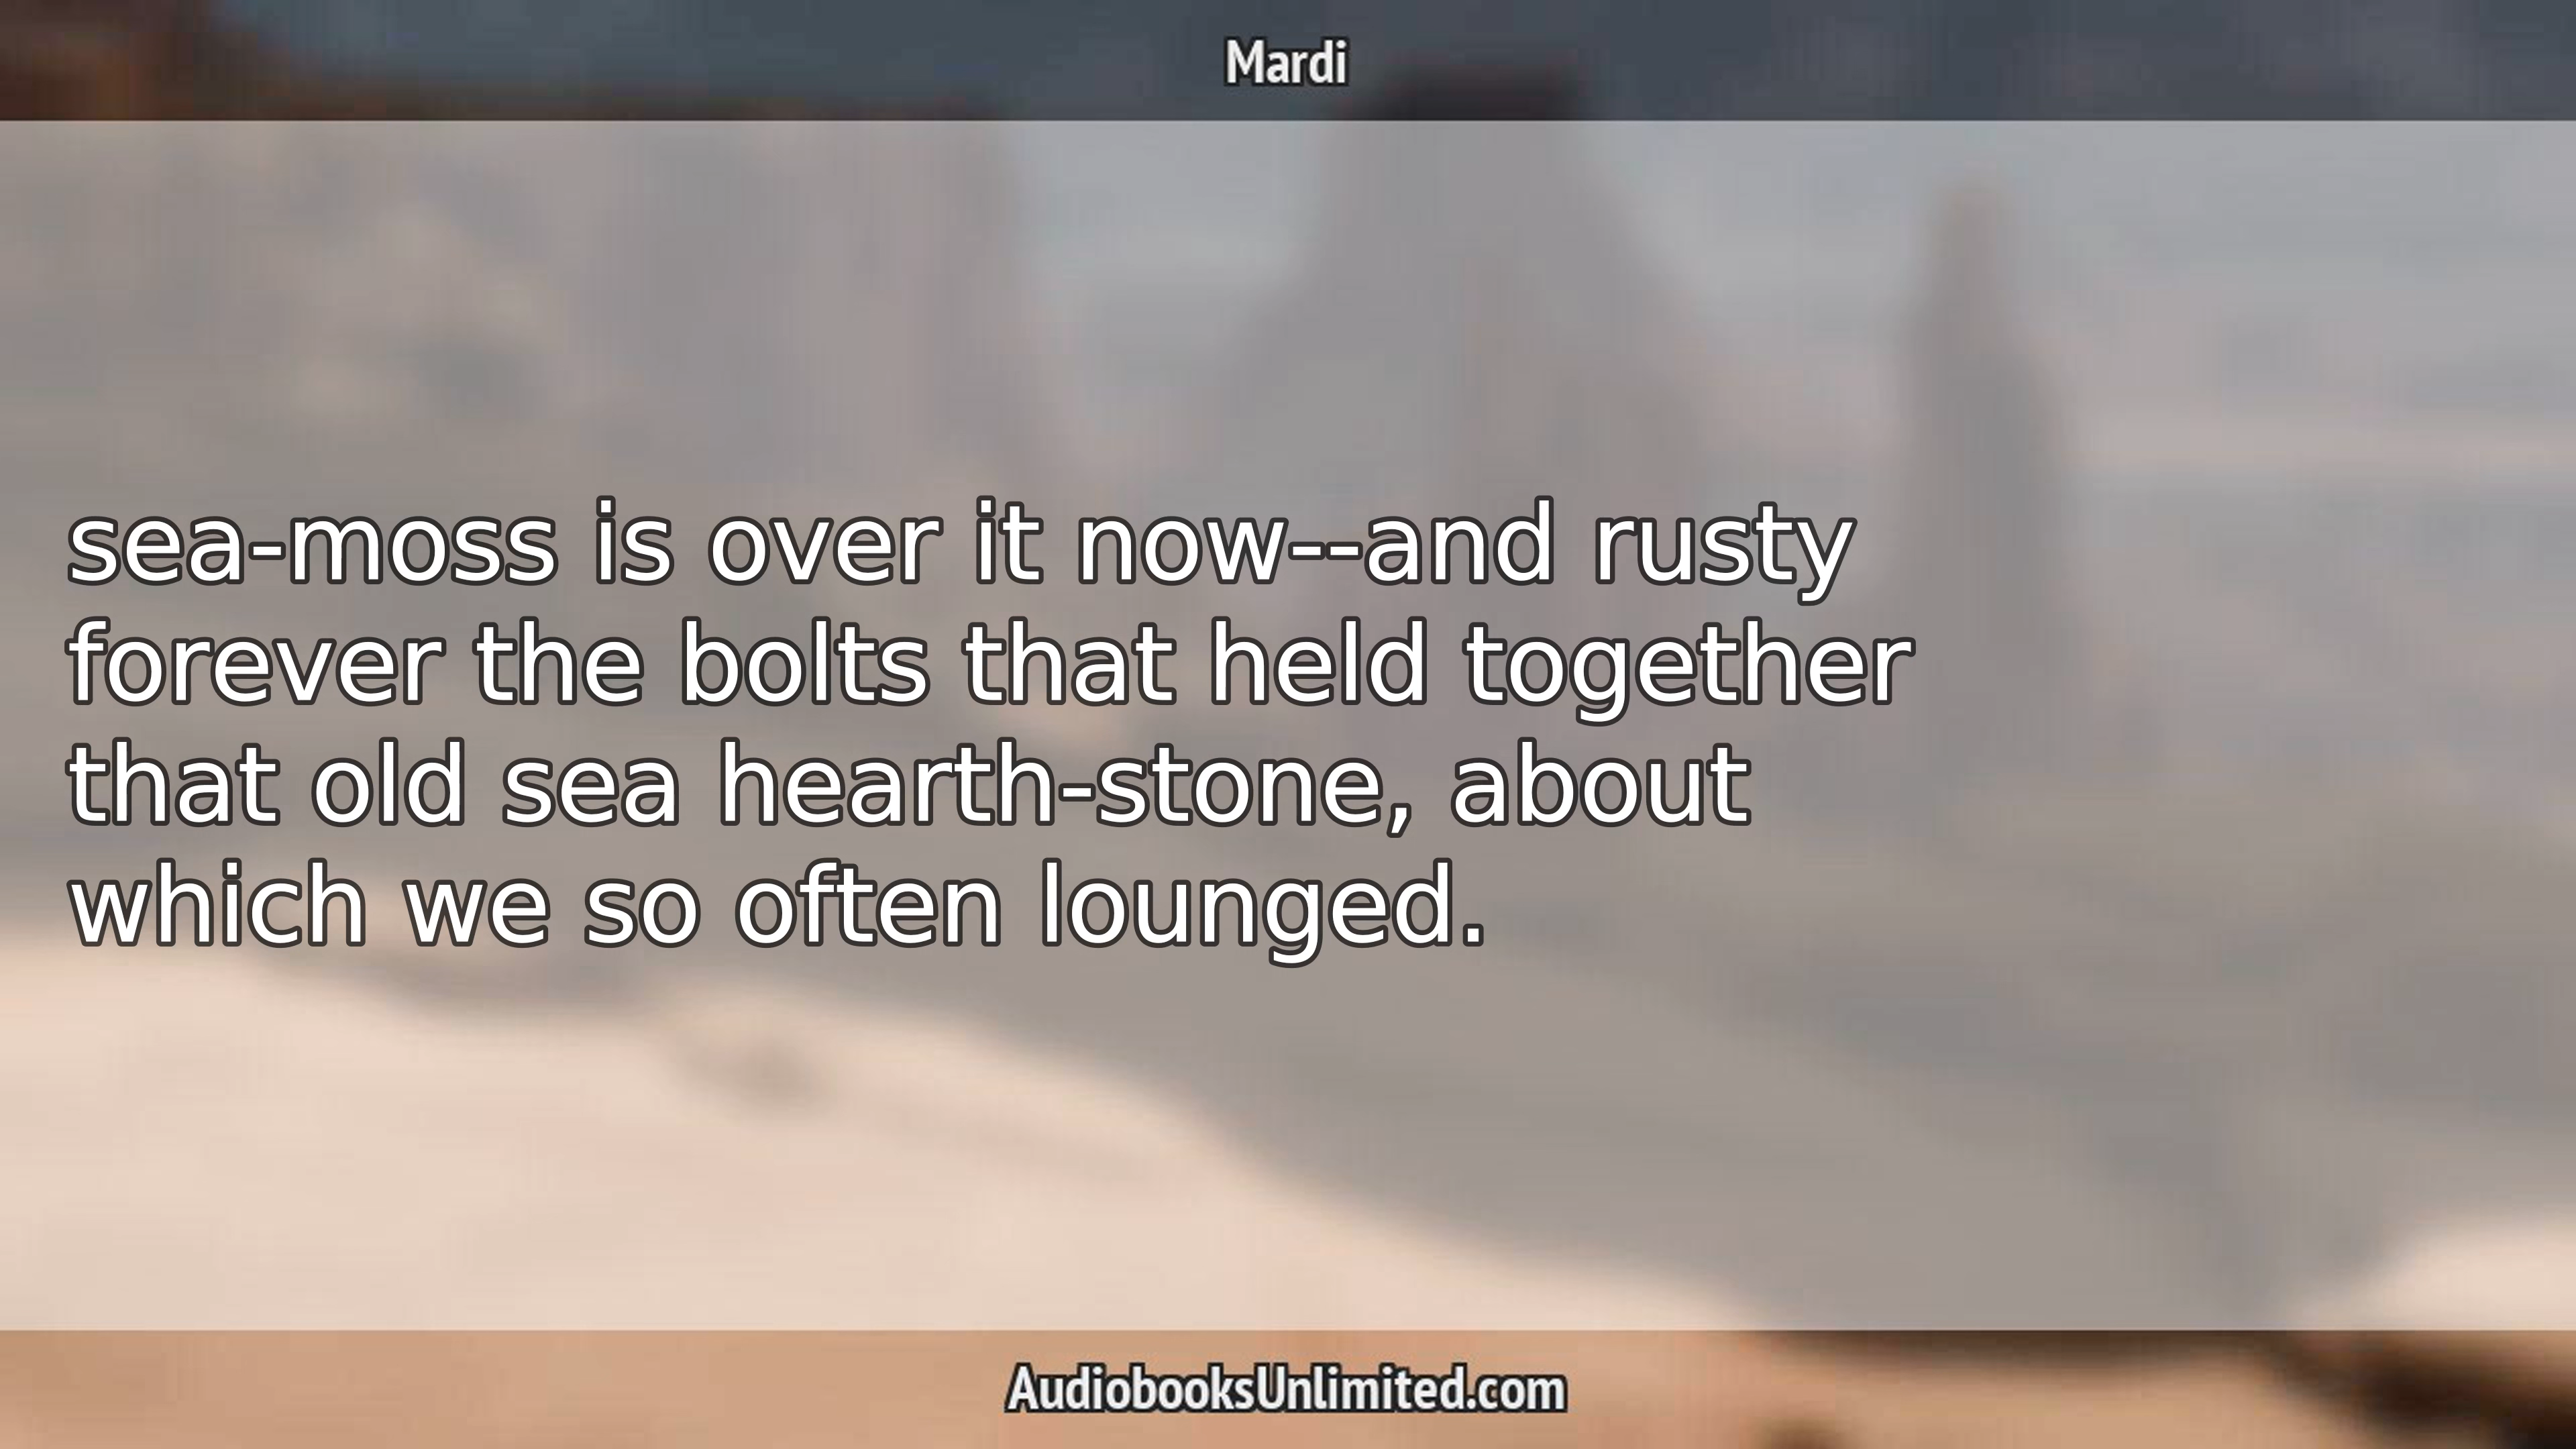 Mardi
sea-moss is over it now--and rusty
forever the bolts that held together
that old sea hearth-stone, about
which we so often lounged.
AudiobooksUnlimited.com